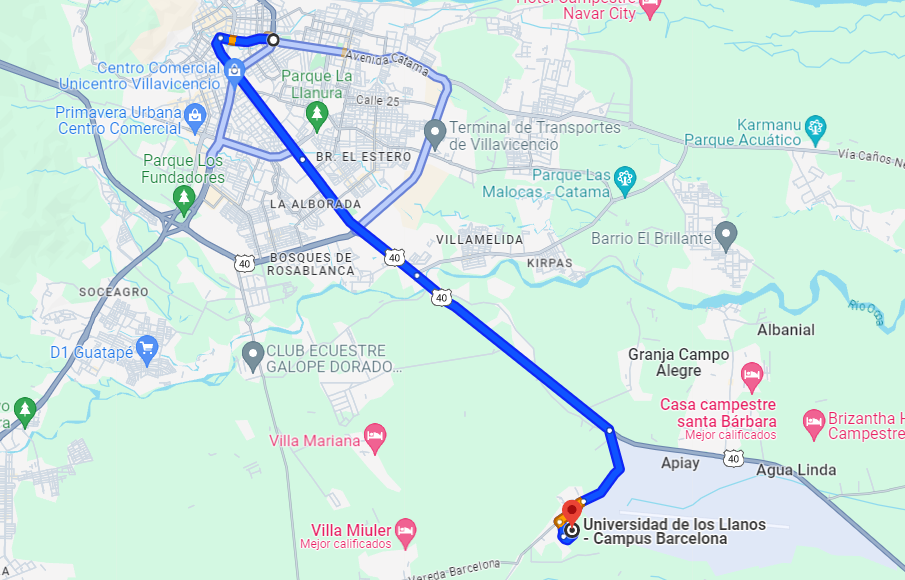 Hotel Campestre
Navar City
Avenida Catama
Centro Comercial
Unicentro Villavicencio
Parque La
Llanura
Calle 25
Primavera Urbana
Centro Comercial
Terminal de Transportes
de Villavicencio
Karmanu
Parque Acuático
Vía Caños
BR. EL ESTERO
Parque Los
Fundadores
Parque Las
Malocas - Catama
LA ALBORADA
VILLAMELIDA
Barrio El Brillante
40
40
BOSQUES DE
ROSABLANCA
KIRPAS
SOCEAGRO
40
Albanial
D1 Guatapé
CLUB ECUESTRE
GALOPE DORADO...
Granja Campo
Alegre
Casa campestre
santa Bárbara
Mejor calificados
Brizantha H
Campestre
Villa Mariana
40
Apiay
Agua Linda
Universidad de los Llanos
- Campus Barcelona
Villa Miuler
Mejor calificados
Vereda Barcelona